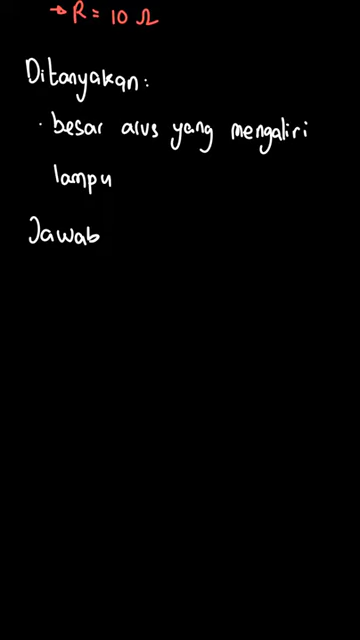 → R = 10 Ω
Ditanyakan:
· besar arus yang mengaliri
lampu
Jawab